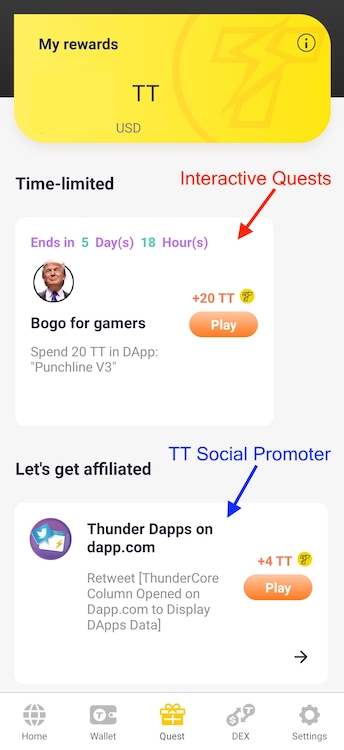 My rewards
TT
USD
Time-limited
Interactive Quests
Ends in 5 Day(s) 18 Hour(s)
+20 TT
Bogo for gamers
Play
Spend 20 TT in DApp:
"Punchline V3"
Let's get affiliated
TT Social Promoter
Thunder Dapps on
dapp.com
+4 TT
Retweet [ThunderCore
Play
Column Opened on
Dapp.com to Display
DApps Data]
Home
Wallet
Quest
DEX
Settings